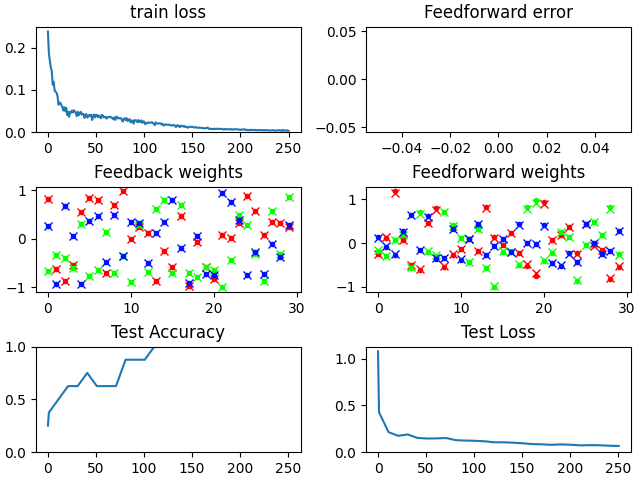 train loss
Feedforward error
0.2
0.1
0.0
0 50 100 150 200 250
0.05
0.00
−0.05
−0.04 −0.02 0.00 0.02 0.04
Feedback weights
Feedforward weights
1
0
−1
0 10 20 30
1
0
−1
0 10 20 30
Test Accuracy
Test Loss
1.0
0.5
0.0
0 50 100 150 200 250
1.0
0.5
0.0
0 50 100 150 200 250